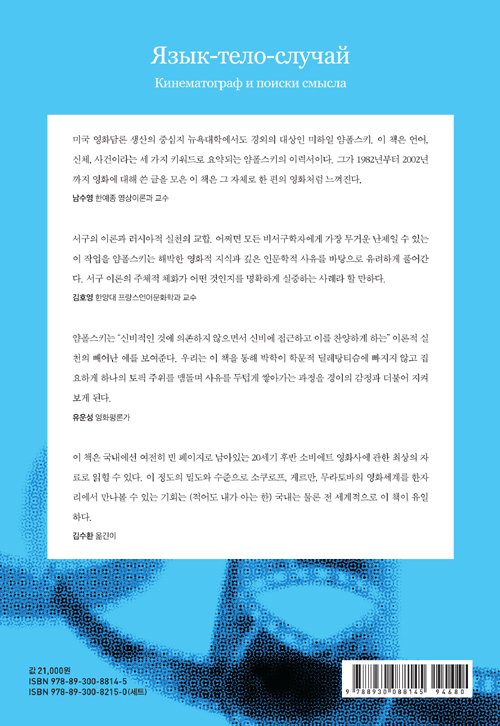 Язык-тело-случай
Кинематограф и поиски смысла
미국 영화담론 생산의 중심지 뉴욕대학에서도 경외의 대상인 미하일 얌폴스키. 이 책은 언어,
신체, 사건이라는 세 가지 키워드로 요약되는 얌폴스키의 이력서이다. 그가 1982년부터 2002년
까지 영화에 대해 쓴 글을 모은 이 책은 그 자체로 한 편의 영화처럼 느껴진다.
남수영 한예종 영상이론과 교수
서구의 이론과 러시아적 실천의 교합. 어쩌면 모든 비서구학자에게 가장 무거운 난제일 수 있는
이 작업을 얌폴스키는 해박한 영화적 지식과 깊은 인문학적 사유를 바탕으로 유려하게 풀어간
다. 서구 이론의 주체적 체화가 어떤 것인지를 명확하게 실증하는 사례라 할 만하다.
김호영 한양대 프랑스언어문화학과 교수
얌폴스키는 “신비적인 것에 의존하지 않으면서 신비에 접근하고 이를 찬양하게 하는” 이론적 실
천의 빼어난 예를 보여준다. 우리는 이 책을 통해 박학이 학문적 딜레탕티슴에 빠지지 않고 집
요하게 하나의 토픽 주위를 맴돌며 사유를 두텁게 쌓아가는 과정을 경이의 감정과 더불어 지켜
보게 된다.
유운성 영화평론가
이 책은 국내에선 여전히 빈 페이지로 남아있는 20세기 후반 소비에트 영화사에 관한 최상의 자
료로 읽힐 수 있다. 이 정도의 밀도와 수준으로 소쿠로프, 게르만, 무라토바의 영화세계를 한자
리에서 만나볼 수 있는 기회는 (적어도 내가 아는 한) 국내는 물론 전 세계적으로 이 책이 유일
하다.
김수환 옮긴이
값 21,000원
ISBN 978-89-300-8814-5
ISBN 978-89-300-8215-0(세트)
9 788930 088145
94680